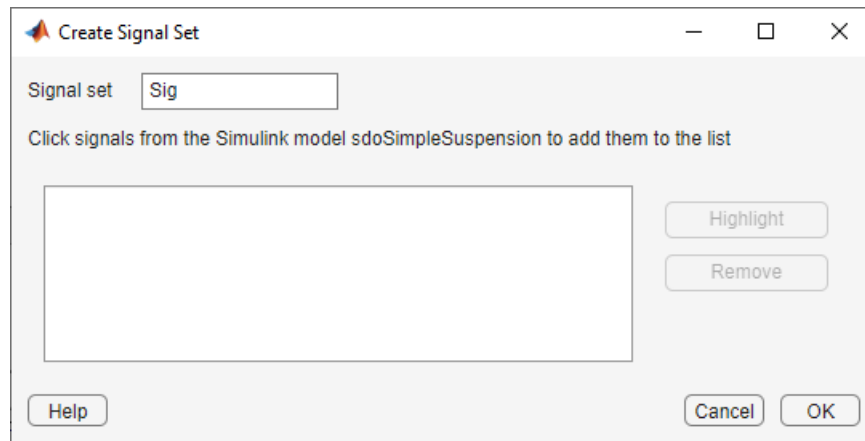 Create Signal Set
Signal set Sig
Click signals from the Simulink model sdoSimpleSuspension to add them to the list
Highlight
Remove
Help Cancel OK